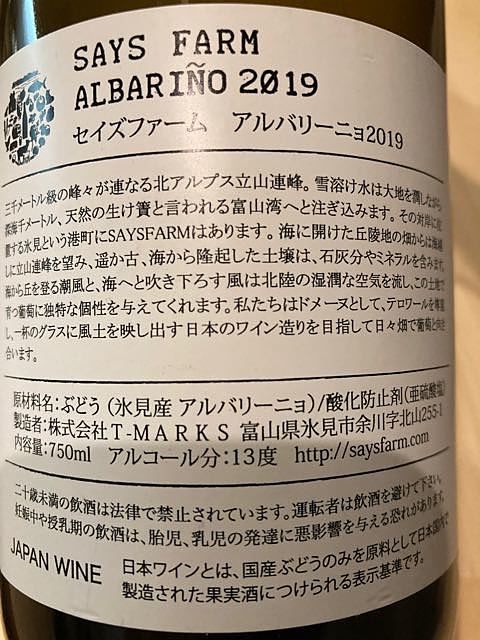 SAYS FARM
ALBARIÑO 2019
セイズファーム アルバリーニョ2019
三千メートル級の峰々が連なる北アルプス立山連峰。雪溶け水は大地を潤しながら
深海千メートル、天然の生け簀と言われる富山湾へと注ぎ込みます。その対岸に位
置する氷見という港町にSAYSFARMはあります。海に開けた丘陵地の畑からは海越
しに立山連峰を望み、遥か古、海から隆起した土壌は、石灰分やミネラルを含みます。
海から丘を登る潮風と、海へと吹き下ろす風は北陸の湿潤な空気を流し、この土地で
育つ葡萄に独特な個性を与えてくれます。私たちはドメーヌとして、テロワールを尊重
し、一杯のグラスに風土を映し出す日本のワイン造りを目指して日々畑で葡萄と向き
合います。
原材料名：ぶどう（氷見産 アルバリーニョ）/酸化防止剤（亜硫酸塩）
製造者：株式会社T-MARKS 富山県氷見市余川字北山255-1
内容量：750ml アルコール分：13度 http://saysfarm.com
二十歳未満の飲酒は法律で禁止されています。運転者は飲酒を避けて下さい。
妊娠中や授乳期の飲酒は、胎児、乳児の発達に悪影響を与える恐れがあります。
JAPAN WINE 日本ワインとは、国産ぶどうのみを原料として日本国内で
製造された果実酒につけられる表示基準です。